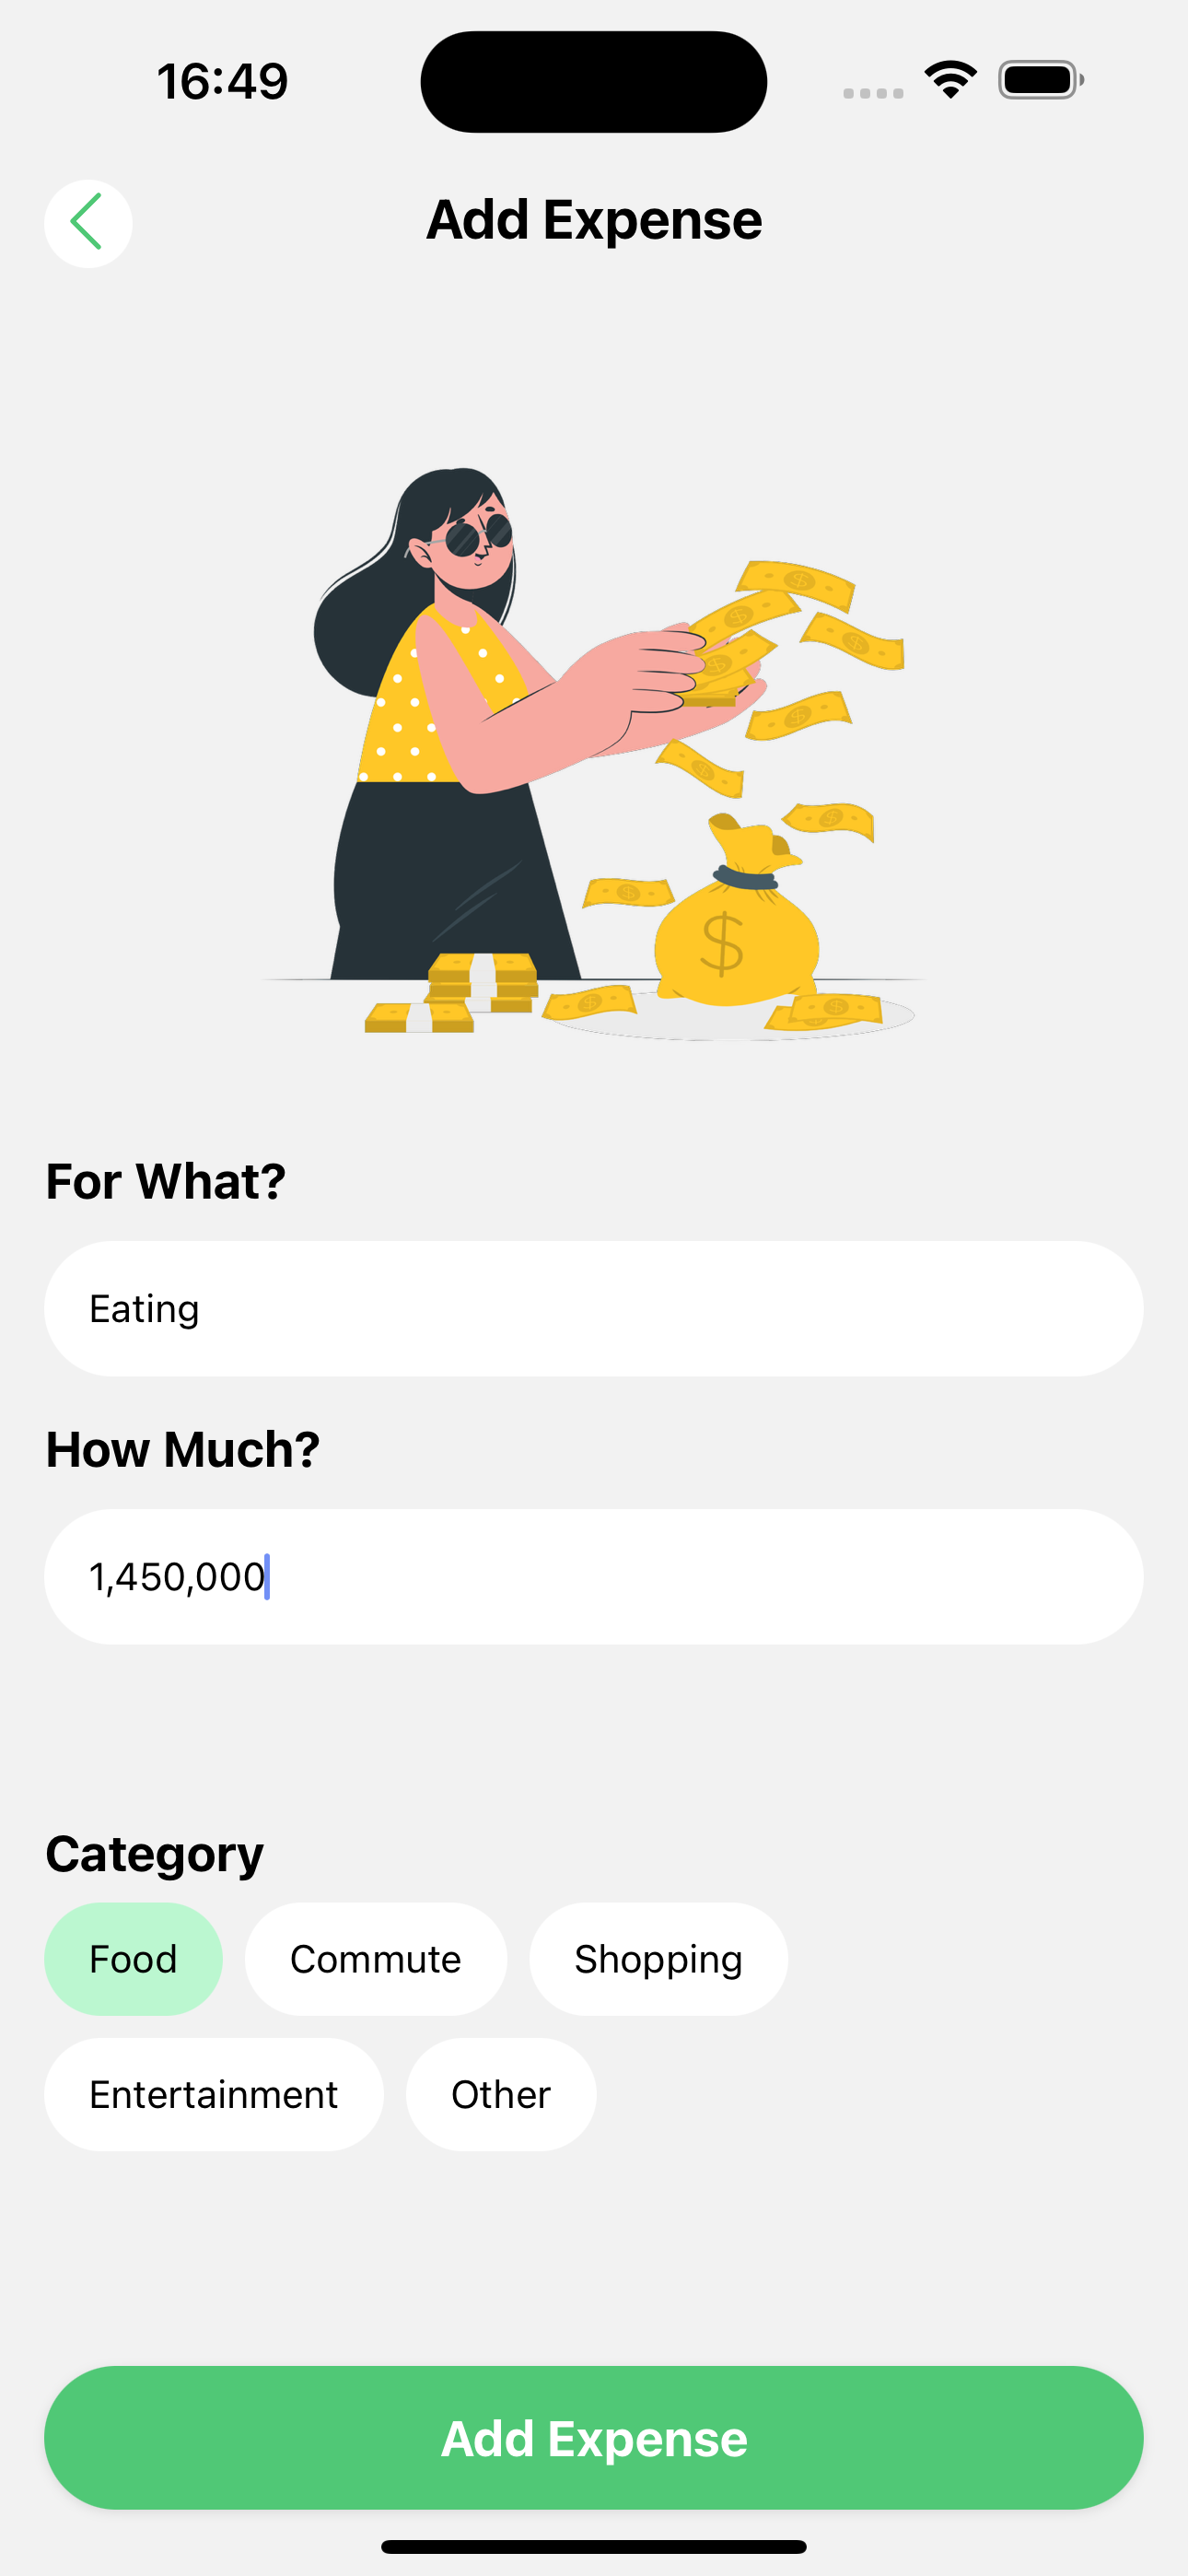 16:49
Add Expense
$
For What?
Eating
How Much?
1,450,000
Category
Food Commute Shopping
Entertainment Other
Add Expense